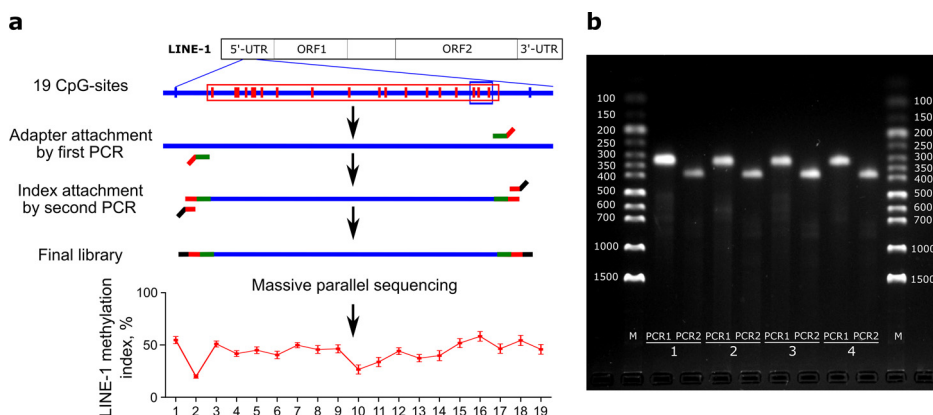 a
LINE-1
5'-UTR
ORF1
ORF2
3'-UTR
19 CpG-sites
Adapter attachment
by first PCR
Index attachment
by second PCR
Final library
Massive parallel sequencing
LINE-1 methylation
index, %
100
50
0
1 2 3 4 5 6 7 8 9 10 11 12 13 14 15 16 17 18 19
b
100
150
200
250
300
350
400
500
600
700
1000
1500
100
150
200
250
300
350
400
500
600
700
1000
1500
M PCR1 PCR2 PCR1 PCR2 PCR1 PCR2 PCR1 PCR2 M
1 2 3 4